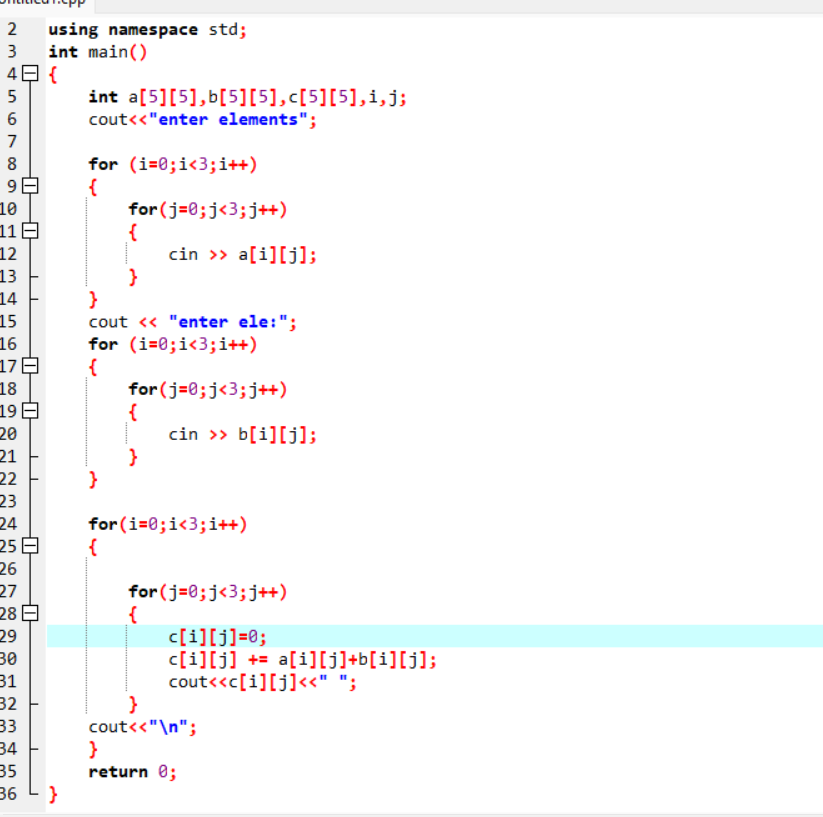 Untitled1.cpp
2 using namespace std;
3 int main()
4 {
5 int a[5][5],b[5][5],c[5][5],i,j;
6 cout<<"enter elements";
7
8 for (i=0;i<3;i++)
9 {
10 for(j=0;j<3;j++)
11 {
12 cin >> a[i][j];
13 }
14 }
15 cout << "enter ele:";
16 for (i=0;i<3;i++)
17 {
18 for(j=0;j<3;j++)
19 {
20 cin >> b[i][j];
21 }
22 }
23
24 for(i=0;i<3;i++)
25 {
26
27 for(j=0;j<3;j++)
28 {
29 c[i][j]=0;
30 c[i][j] += a[i][j]+b[i][j];
31 cout<<c[i][j]<<" ";
32 }
33 cout<<"\n";
34 }
35 return 0;
36 }